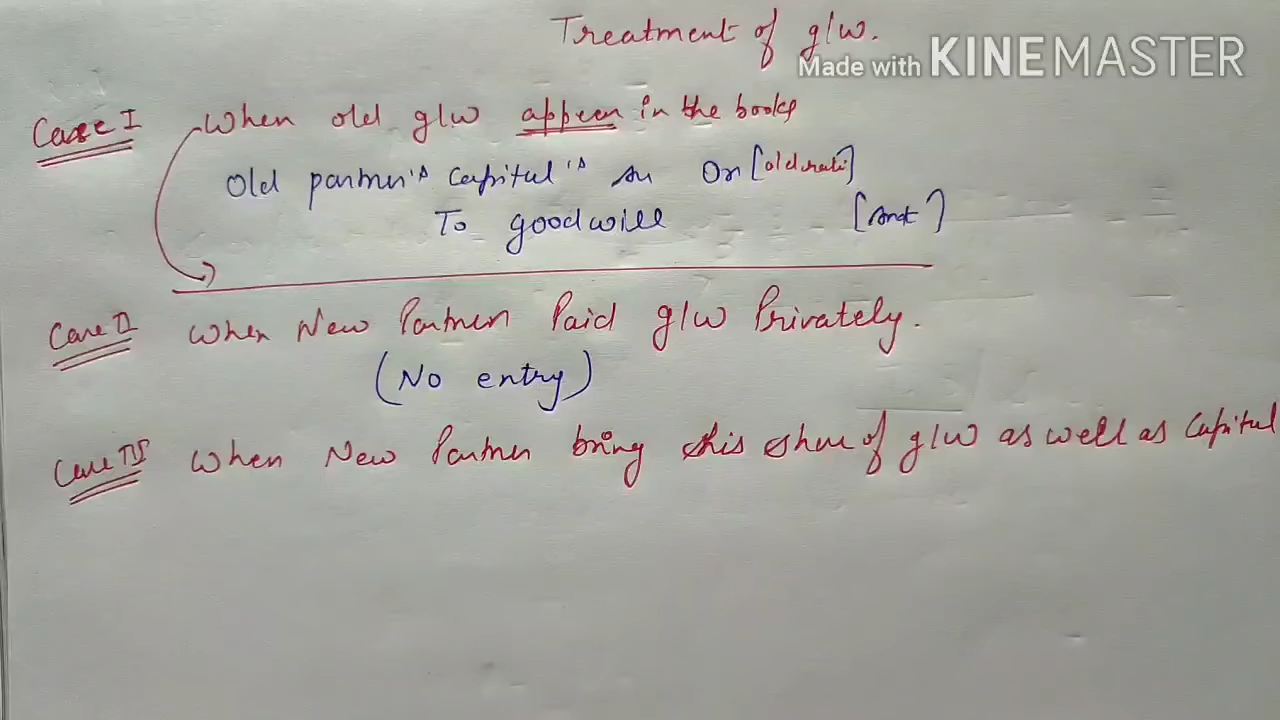 Treatment of g/w.
Made with KINEMASTER
Case I When old g/w appear in the books
Old partner's Capital's A/c Dr [old ratio]
To goodwill [Amt]
Case II When New Partner Paid g/w Privately.
(No entry)
Case III When New Partner bring his share of g/w as well as Capital